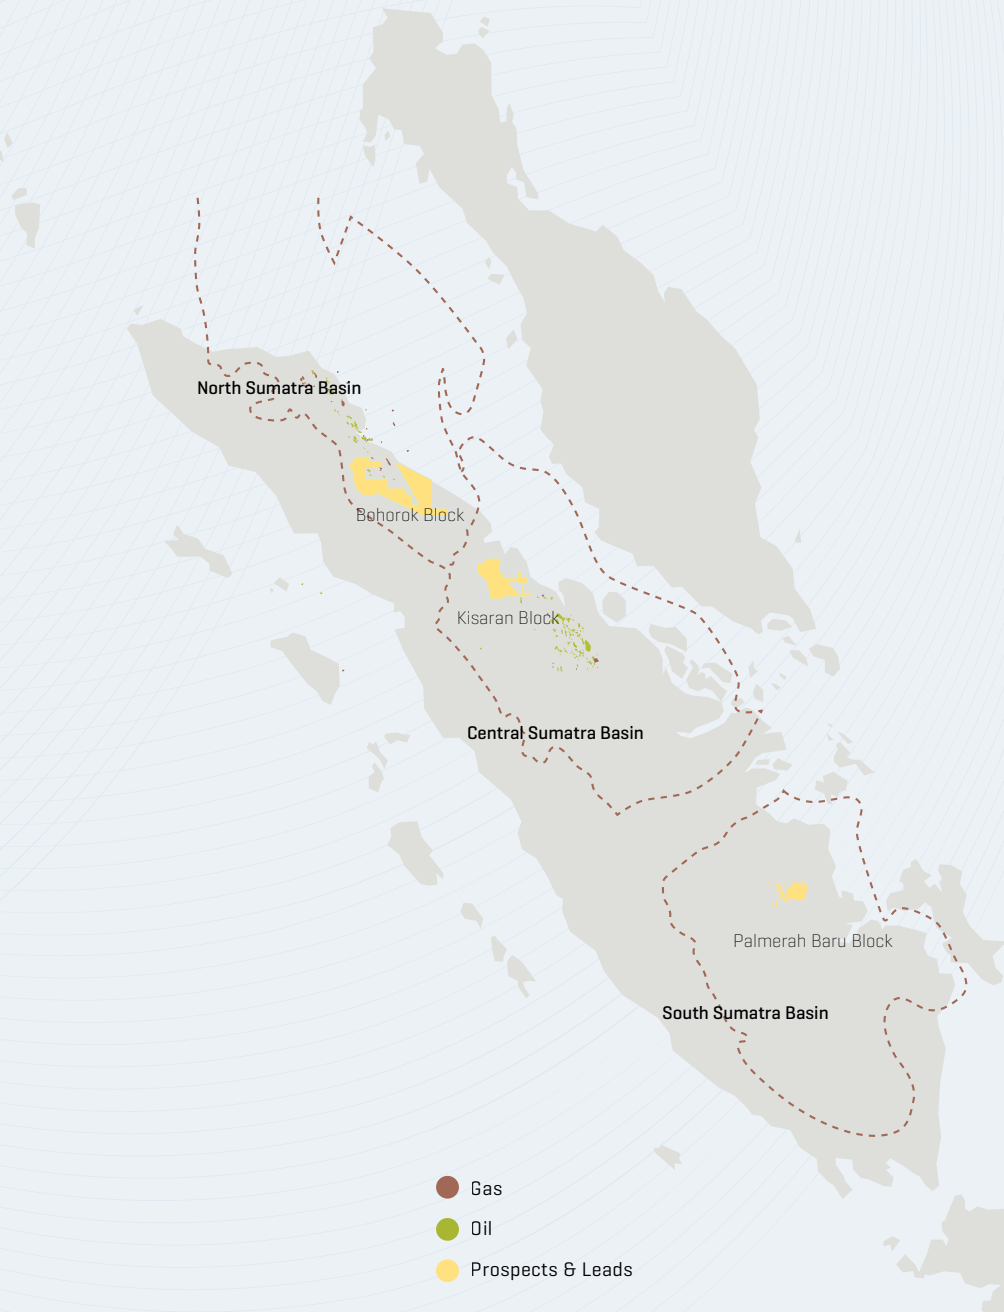 North Sumatra Basin
Bohorok Block
Kisaran Block
Central Sumatra Basin
Palmerah Baru Block
South Sumatra Basin
Gas
Oil
Prospects & Leads